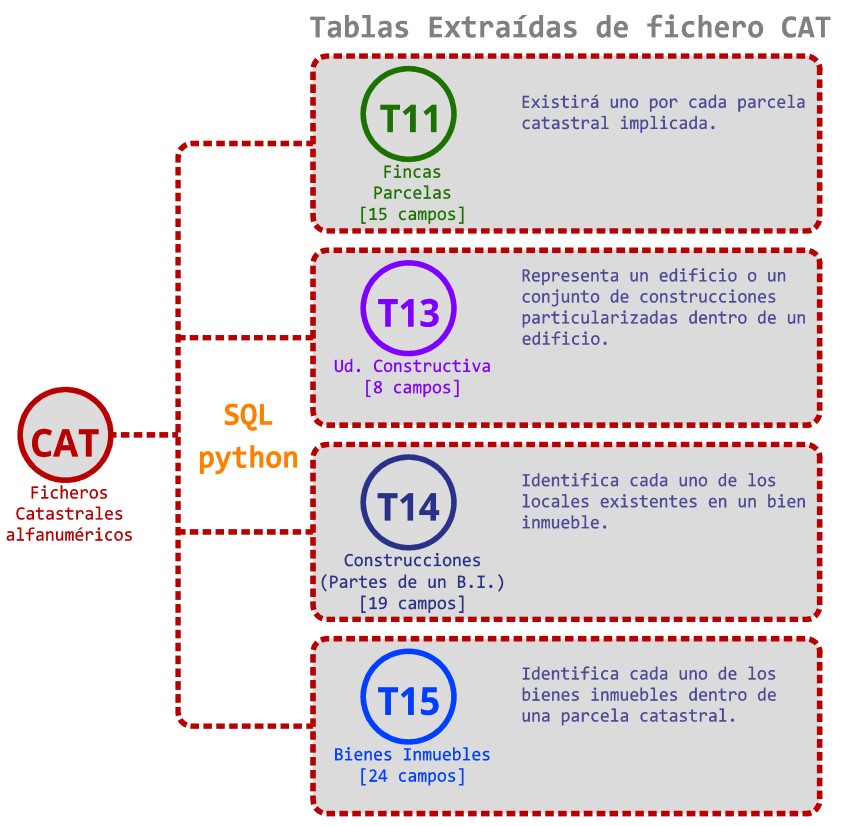 Tablas Extraídas de fichero CAT
T11
Fincas
Parcelas
[15 campos]
Existirá uno por cada parcela
catastral implicada.
T13
Ud. Constructiva
[8 campos]
Representa un edificio o un
conjunto de construcciones
particularizadas dentro de un
edificio.
CAT
Ficheros
Catastrales
alfanuméricos
SQL
python
T14
Construcciones
(Partes de un B.I.)
[19 campos]
Identifica cada uno de los
locales existentes en un bien
inmueble.
T15
Bienes Inmuebles
[24 campos]
Identifica cada uno de los
bienes inmuebles dentro de
una parcela catastral.